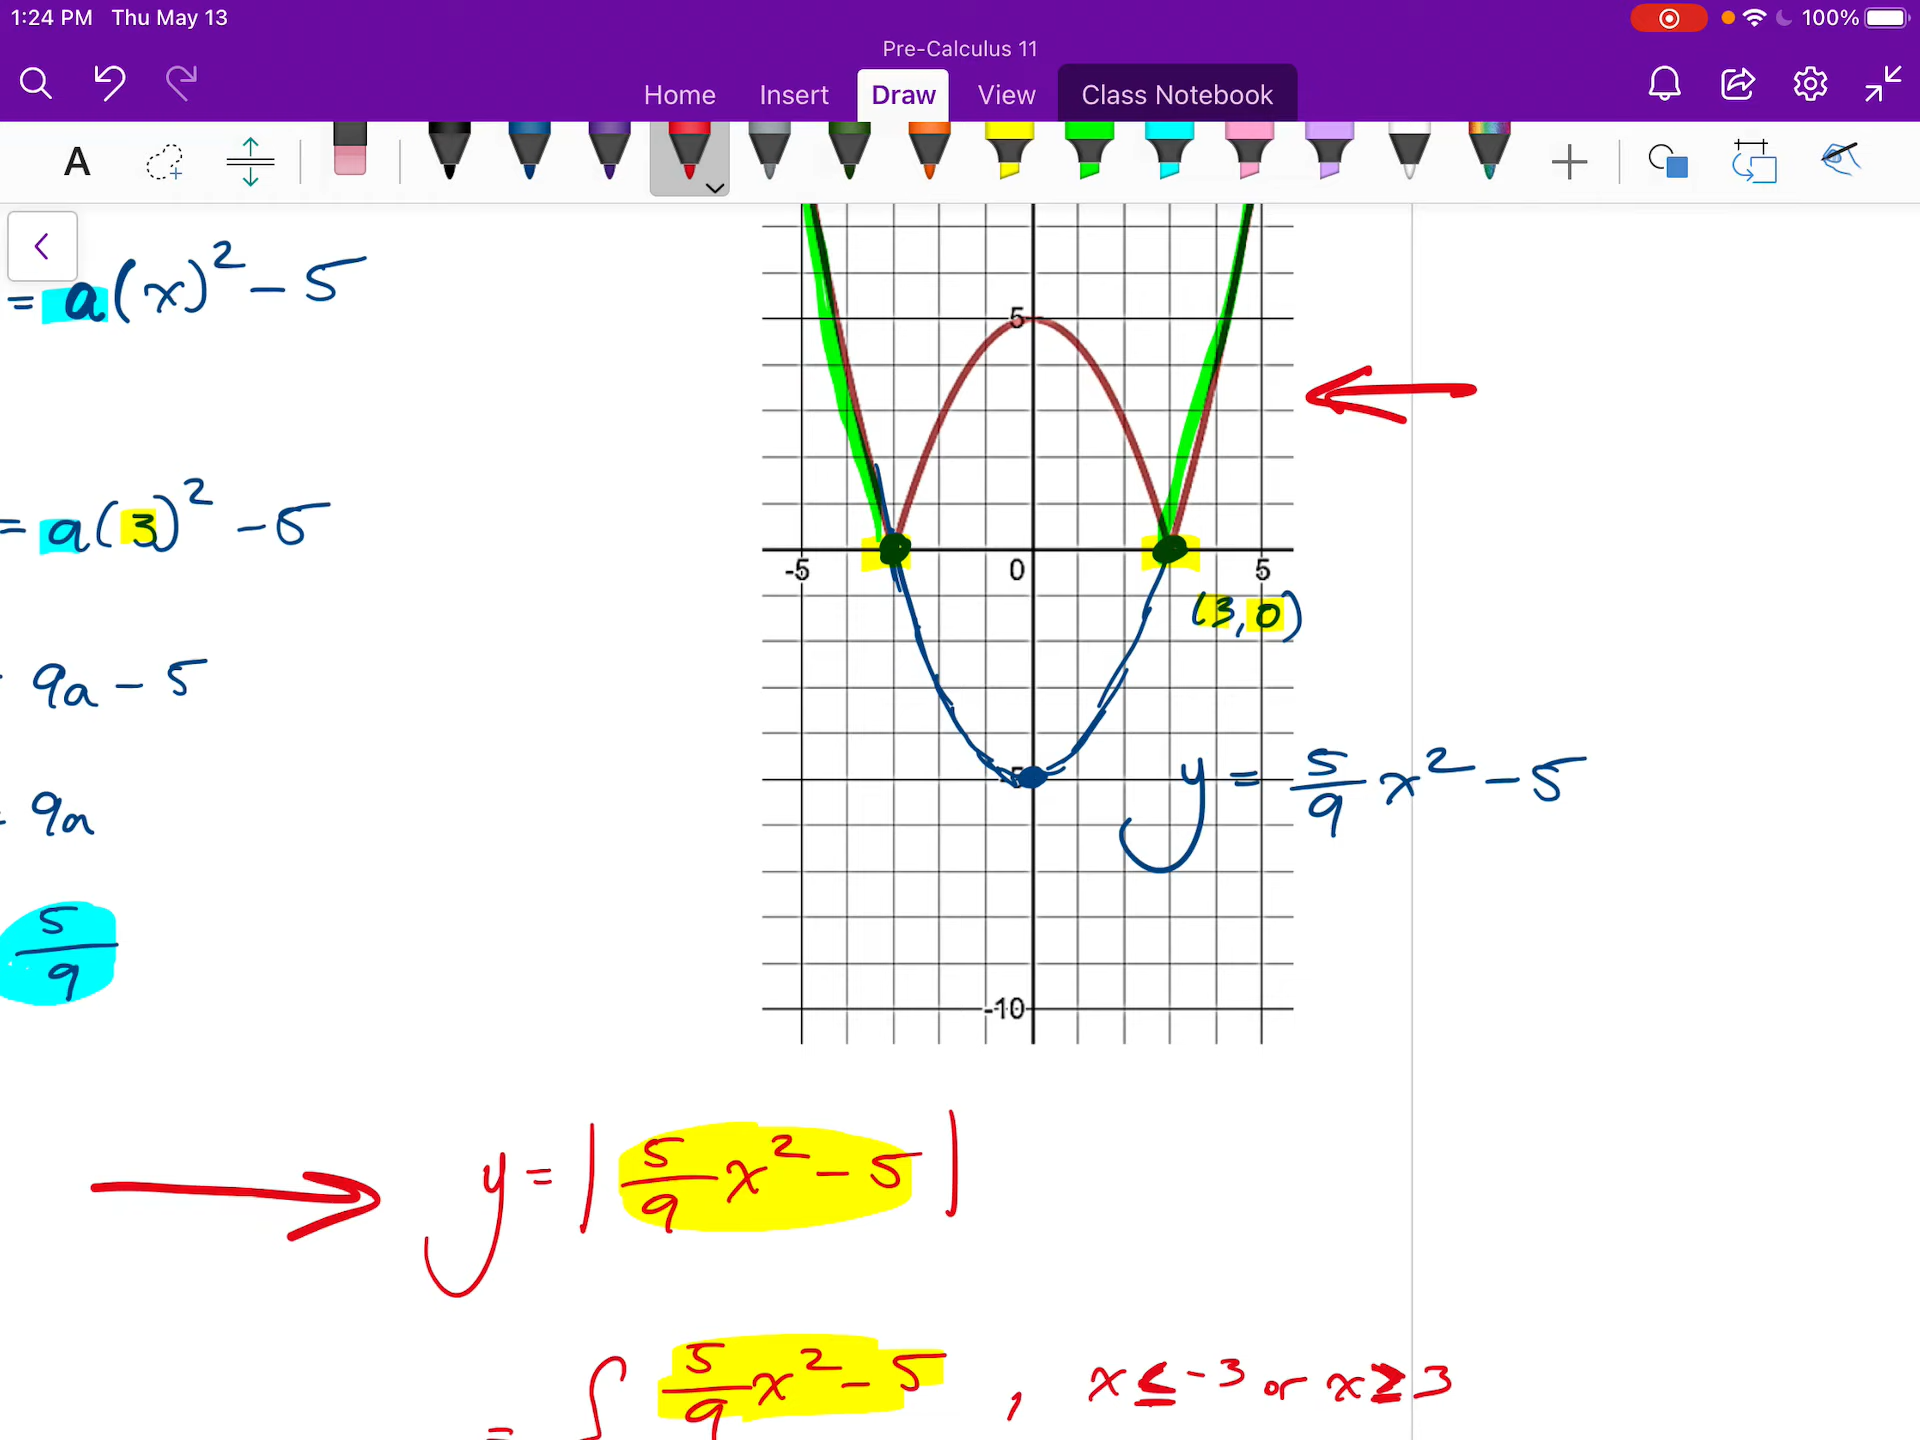 1:24 PM Thu May 13
100%
Pre-Calculus 11
Home Insert Draw View Class Notebook
A
= a(x)² - 5
= a(3)² - 5
9a - 5
9a
5/9
5
-5 0 5
(3,0)
-5
y = 5/9 x² - 5
-10
y = | 5/9 x² - 5 |
= { 5/9 x² - 5 , x ≤ -3 or x ≥ 3